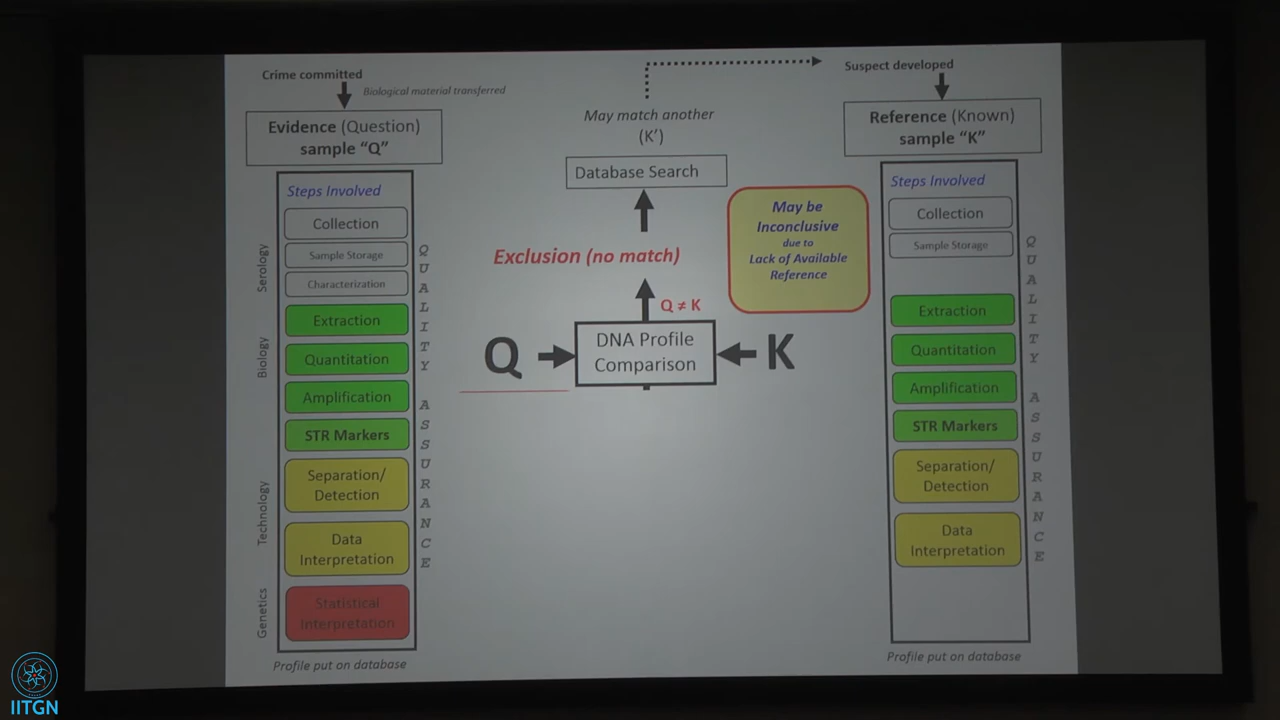 Crime committed
Biological material transferred
Evidence (Question)
sample “Q”
Steps Involved
Collection
Sample Storage
Characterization
Extraction
Quantitation
Amplification
STR Markers
Separation/
Detection
Data
Interpretation
Statistical
Interpretation
Profile put on database
Serology
Biology
Technology
Genetics
QUALITY ASSURANCE
May match another
(K’)
Database Search
Exclusion (no match)
Q ≠ K
Q
DNA Profile
Comparison
K
May be
Inconclusive
due to
Lack of Available
Reference
Suspect developed
Reference (Known)
sample “K”
Steps Involved
Collection
Sample Storage
Extraction
Quantitation
Amplification
STR Markers
Separation/
Detection
Data
Interpretation
Profile put on database
QUALITY ASSURANCE
IITGN